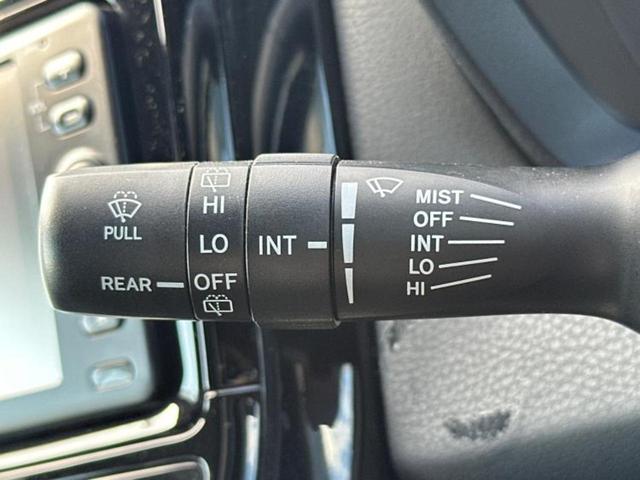 PULL
REAR
HI
LO
OFF
INT
MIST
OFF
INT
LO
HI